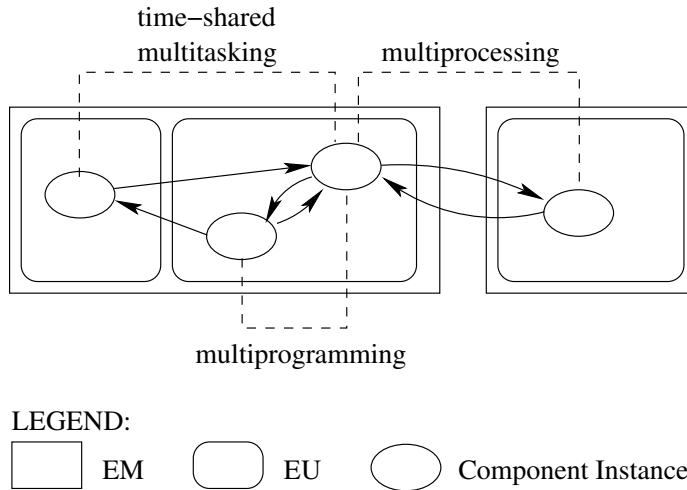 time−shared
multitasking
multiprocessing
multiprogramming
LEGEND:
EM
EU
Component Instance